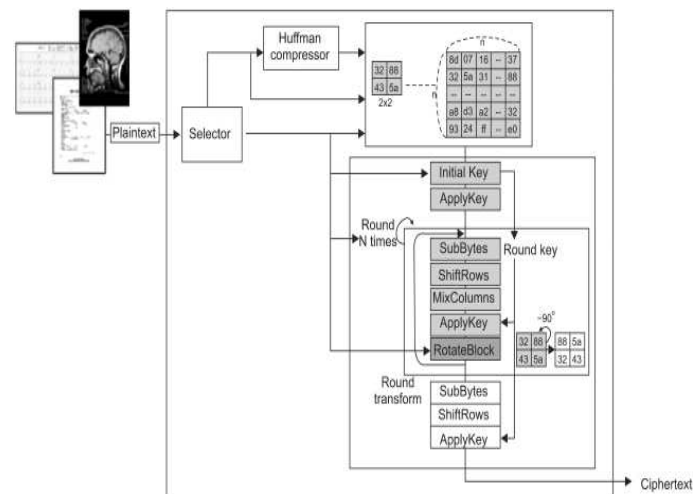 Huffman
compressor
n
n
32 88
43 5a
2x2
8d 07 16 -- 37
32 5a 31 -- 88
-- -- -- -- --
a8 d3 a2 -- 32
93 24 ff -- e0
Plaintext
Selector
Initial Key
ApplyKey
Round
N times
Round key
SubBytes
ShiftRows
MixColumns
ApplyKey
RotateBlock
~90°
32 88
43 5a
88 5a
32 43
Round
transform
SubBytes
ShiftRows
ApplyKey
Ciphertext